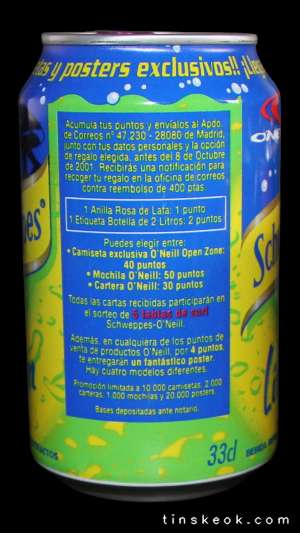 tas y posters exclusivos!! ¡Lle
Acumula tus puntos y envíalos al Apdo.
de Correos nº 47.230 - 28080 de Madrid,
junto con tus datos personales y la opción
de regalo elegida, antes del 8 de Octubre
de 2001. Recibirás una notificación para
recoger tu regalo en la oficina de correos,
contra reembolso de 400 ptas.
1 Anilla Rosa de Lata: 1 punto
1 Etiqueta Botella de 2 Litros: 2 puntos
Puedes elegir entre:
• Camiseta exclusiva O'Neill Open Zone:
40 puntos
• Mochila O'Neill: 50 puntos
• Cartera O'Neill: 30 puntos
Todas las cartas recibidas participarán en
el sorteo de 5 tablas de surf
Schweppes-O'Neill.
Además, en cualquiera de los puntos de
venta de productos O'Neill, por 4 puntos,
te entregarán un fantástico poster.
Hay cuatro modelos diferentes.
Promoción limitada a 10.000 camisetas, 2.000
carteras, 1.000 mochilas y 20.000 posters.
Bases depositadas ante notario.
O'NE
ppes®
Sch
33cl
BEBIDA
tinskeok.com